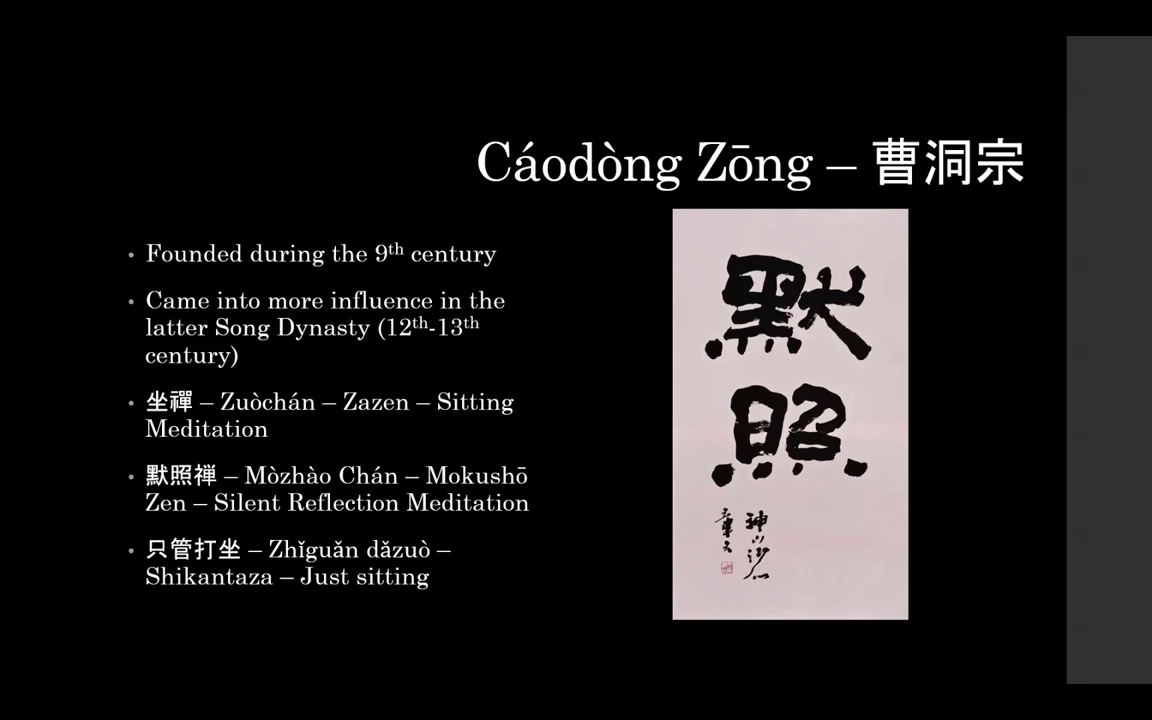 Cáodòng Zōng – 曹洞宗
• Founded during the 9th century
• Came into more influence in the
latter Song Dynasty (12th-13th
century)
• 坐禪 – Zuòchán – Zazen – Sitting
Meditation
• 默照禅 – Mòzhào Chán – Mokushō
Zen – Silent Reflection Meditation
• 只管打坐 – Zhǐguǎn dǎzuò –
Shikantaza – Just sitting
默
照